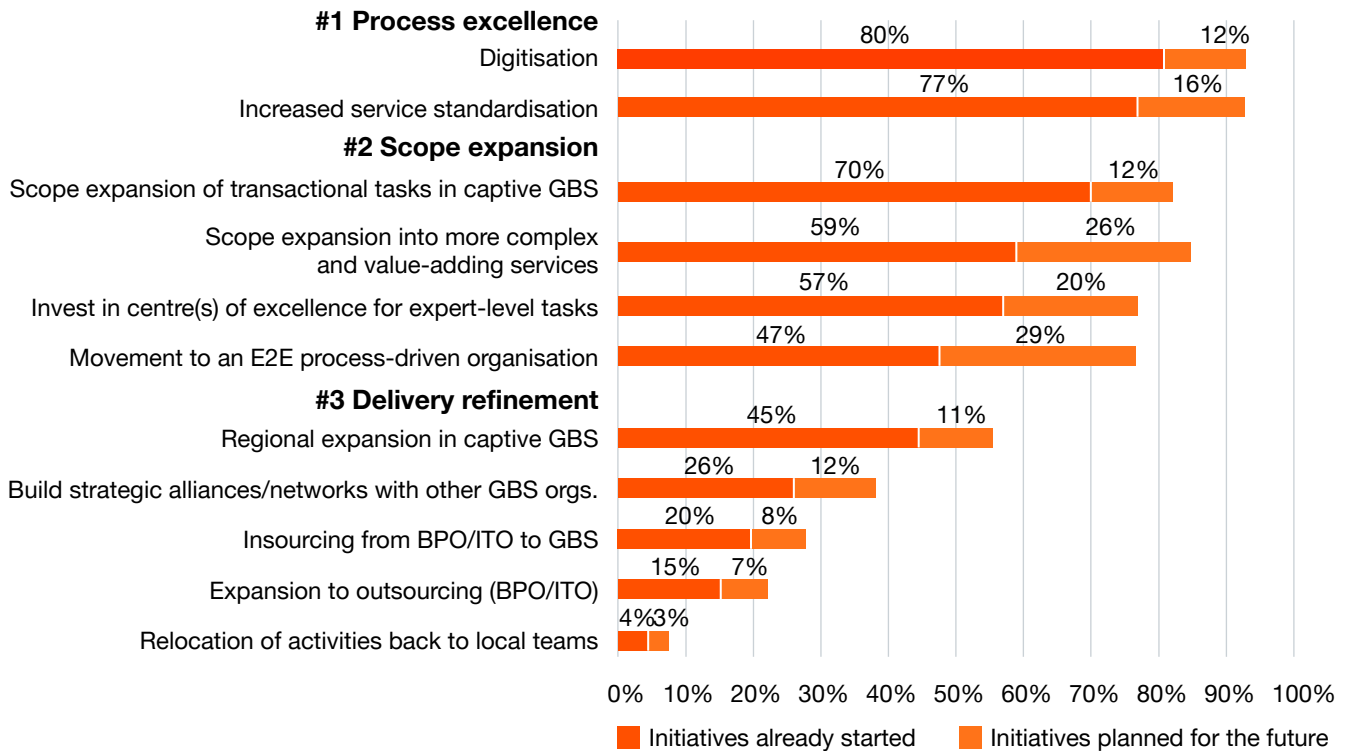 #1 Process excellence
80% 12%
Digitisation
77% 16%
Increased service standardisation
#2 Scope expansion
70% 12%
Scope expansion of transactional tasks in captive GBS
59% 26%
Scope expansion into more complex
and value-adding services
57% 20%
Invest in centre(s) of excellence for expert-level tasks
47% 29%
Movement to an E2E process-driven organisation
#3 Delivery refinement
45% 11%
Regional expansion in captive GBS
26% 12%
Build strategic alliances/networks with other GBS orgs.
20% 8%
Insourcing from BPO/ITO to GBS
15% 7%
Expansion to outsourcing (BPO/ITO)
4% 3%
Relocation of activities back to local teams
0% 10% 20% 30% 40% 50% 60% 70% 80% 90% 100%
Initiatives already started Initiatives planned for the future